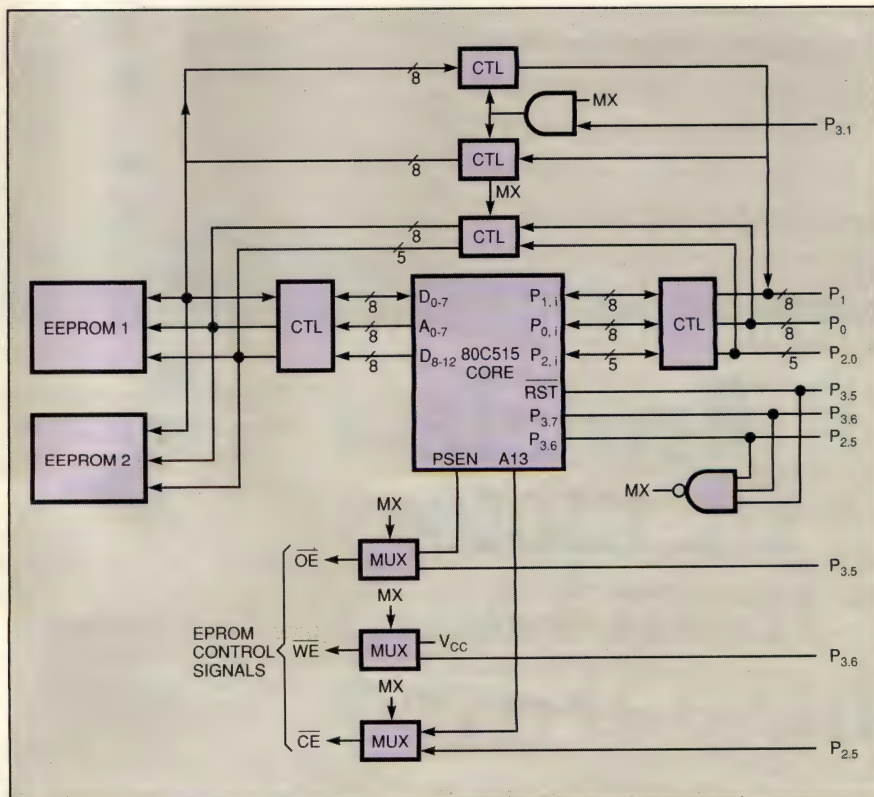 8
CTL
MX
P3.1
8
CTL
MX
8
CTL
5
EEPROM 1
CTL
D0-7
8
A0-7
8
D8-12
8
80C515
CORE
P1,i
8
P0,i
8
P2,i
5
CTL
8
P1
8
P0
5
P2.0
RST
P3.5
P3.7
P3.6
P3.6
P2.5
EEPROM 2
PSEN
A13
MX
MX
OE
MUX
P3.5
MX
EPROM
CONTROL
SIGNALS
WE
MUX
VCC
P3.6
MX
CE
MUX
P2.5